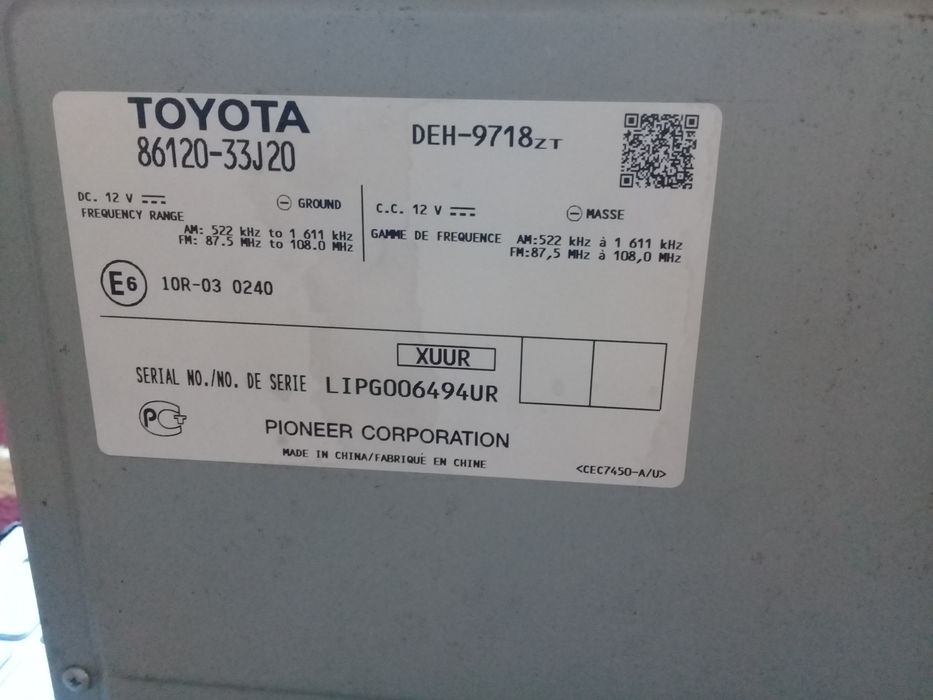 TOYOTA
86120-33J20
DEH-9718ZT
DC. 12 V
GROUND
FREQUENCY RANGE
AM: 522 kHz to 1 611 kHz
FM: 87.5 MHz to 108.0 MHz
C.C. 12 V
MASSE
GAMME DE FREQUENCE
AM:522 kHz à 1 611 kHz
FM:87,5 MHz à 108,0 MHz
E6 10R-03 0240
XUUR
SERIAL NO./NO. DE SERIE LIPG006494UR
PCT
PIONEER CORPORATION
MADE IN CHINA/FABRIQUÉ EN CHINE
<CEC7450-A/U>